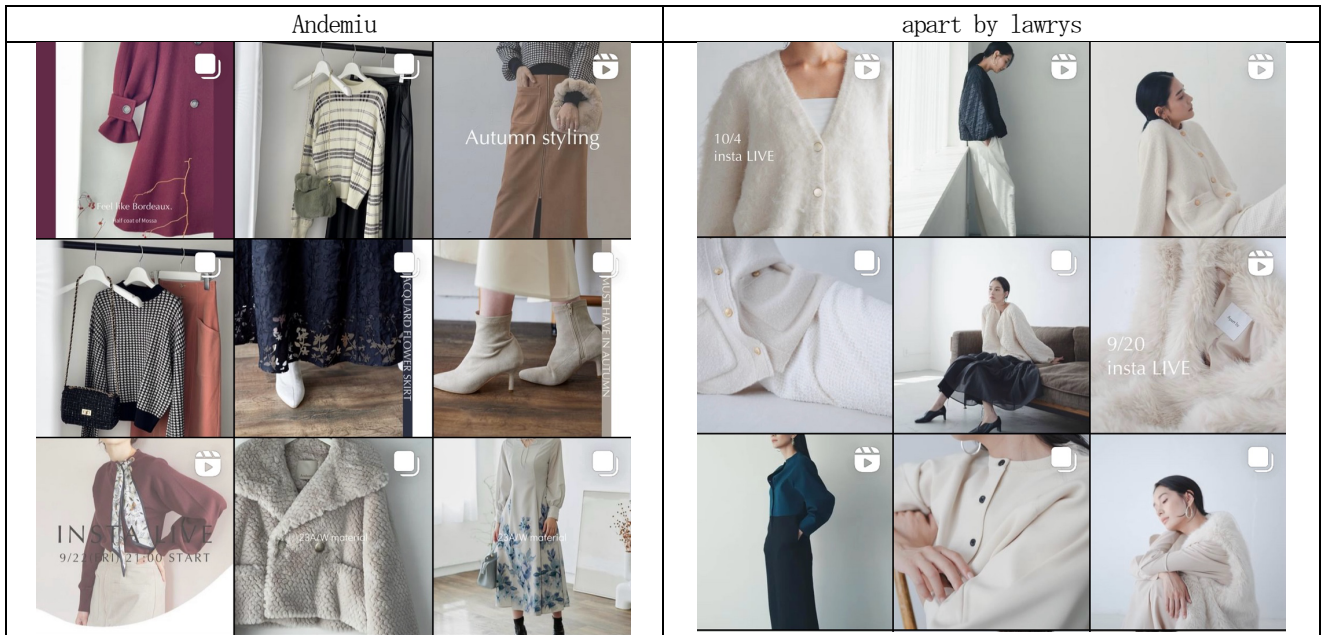 Andemiu
apart by lawrys
Feel like Bordeaux.
Half coat of Mossa
Autumn styling
JACQUARD FLOWER SKIRT
MUST HAVE IN AUTUMN
INSTA LIVE
9/22(FRI) 21:00 START
23A/W material
23A/W material
10/4
insta LIVE
9/20
insta LIVE